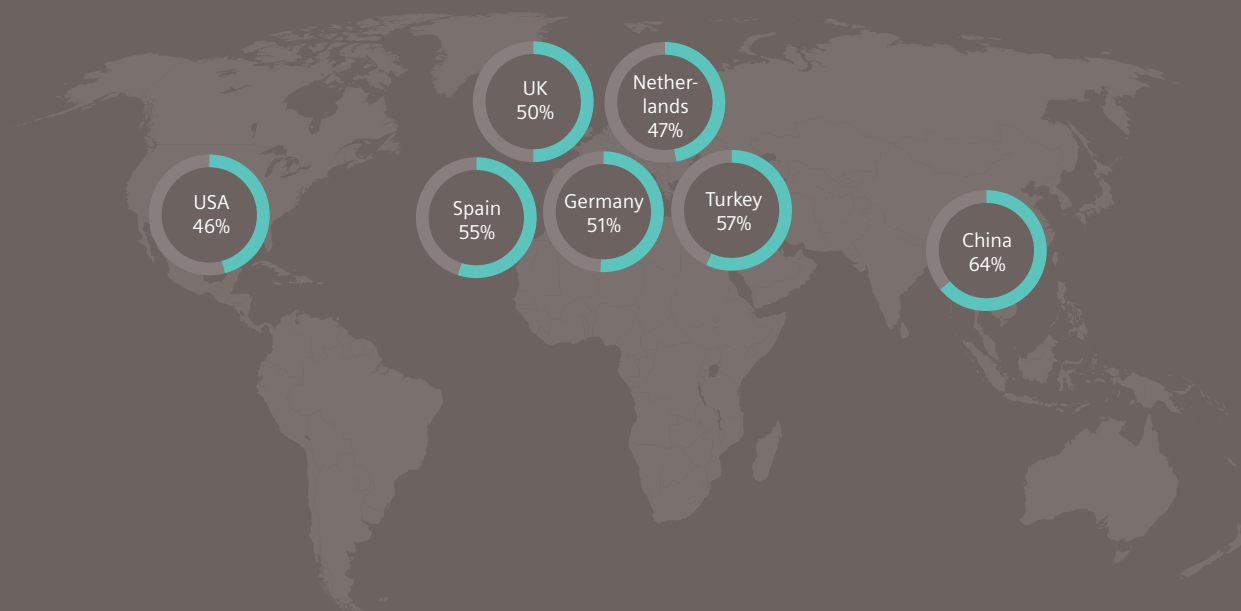 UK
50%
Nether-
lands
47%
USA
46%
Spain
55%
Germany
51%
Turkey
57%
China
64%